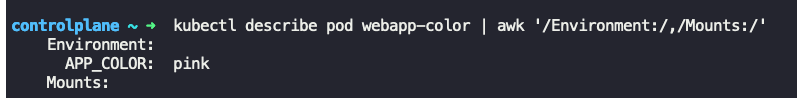 controlplane ~ ➜  kubectl describe pod webapp-color | awk '/Environment:/,/Mounts:/'
    Environment:
      APP_COLOR:  pink
    Mounts: